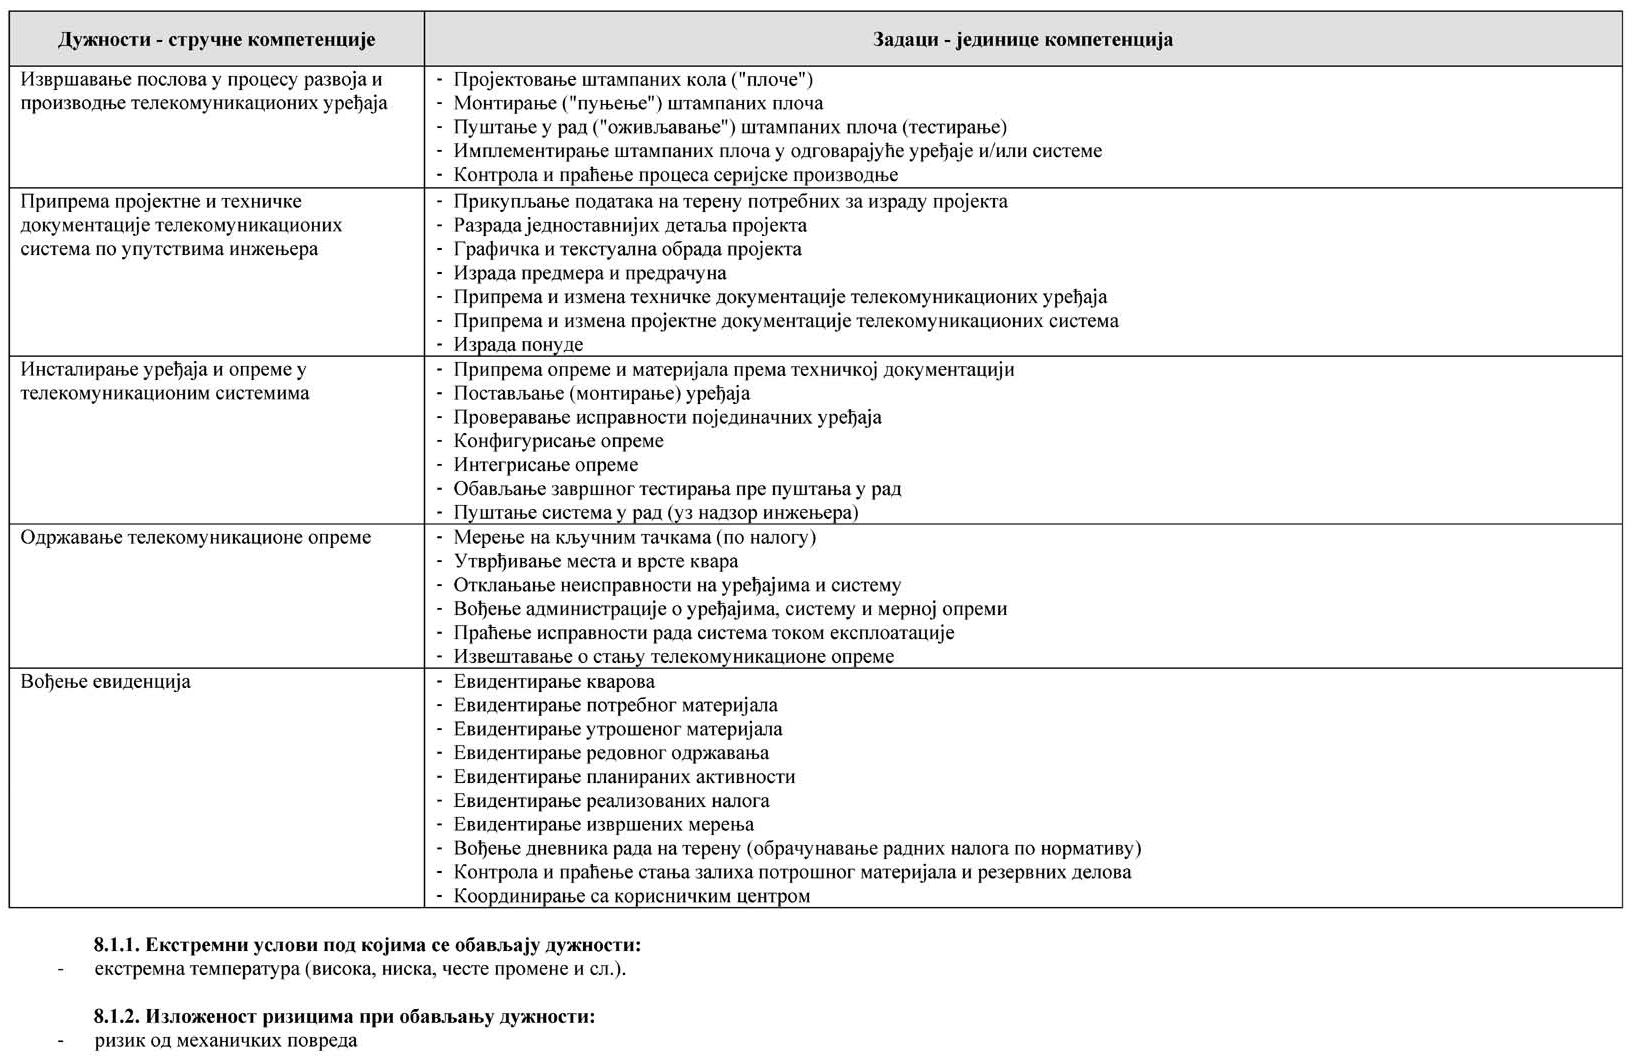 Дужности - стручне компетенције
Задаци - јединице компетенција
Извршавање послова у процесу развоја и
производње телекомуникационих уређаја
- Пројектовање штампаних кола ("плоче")
- Монтирање ("пуњење") штампаних плоча
- Пуштање у рад ("оживљавање") штампаних плоча (тестирање)
- Имплементирање штампаних плоча у одговарајуће уређаје и/или системе
- Контрола и праћење процеса серијске производње
Припрема пројектне и техничке
документације телекомуникационих
система по упутствима инжењера
- Прикупљање података на терену потребних за израду пројекта
- Разрада једноставнијих детаља пројекта
- Графичка и текстуална обрада пројекта
- Израда предмера и предрачуна
- Припрема и измена техничке документације телекомуникационих уређаја
- Припрема и измена пројектне документације телекомуникационих система
- Израда понуде
Инсталирање уређаја и опреме у
телекомуникационим системима
- Припрема опреме и материјала према техничкој документацији
- Постављање (монтирање) уређаја
- Проверавање исправности појединачних уређаја
- Конфигурисање опреме
- Интегрисање опреме
- Обављање завршног тестирања пре пуштања у рад
- Пуштање система у рад (уз надзор инжењера)
Одржавање телекомуникационе опреме
- Мерење на кључним тачкама (по налогу)
- Утврђивање места и врсте квара
- Отклањање неисправности на уређајима и систему
- Вођење администрације о уређајима, систему и мерној опреми
- Праћење исправности рада система током експлоатације
- Извештавање о стању телекомуникационе опреме
Вођење евиденција
- Евидентирање кварова
- Евидентирање потребног материјала
- Евидентирање утрошеног материјала
- Евидентирање редовног одржавања
- Евидентирање планираних активности
- Евидентирање реализованих налога
- Евидентирање извршених мерења
- Вођење дневника рада на терену (обрачунавање радних налога по нормативу)
- Контрола и праћење стања залиха потрошног материјала и резервних делова
- Координирање са корисничким центром
8.1.1. Екстремни услови под којима се обављају дужности:
- екстремна температура (висока, ниска, честе промене и сл.).
8.1.2. Изложеност ризицима при обављању дужности:
- ризик од механичких повреда